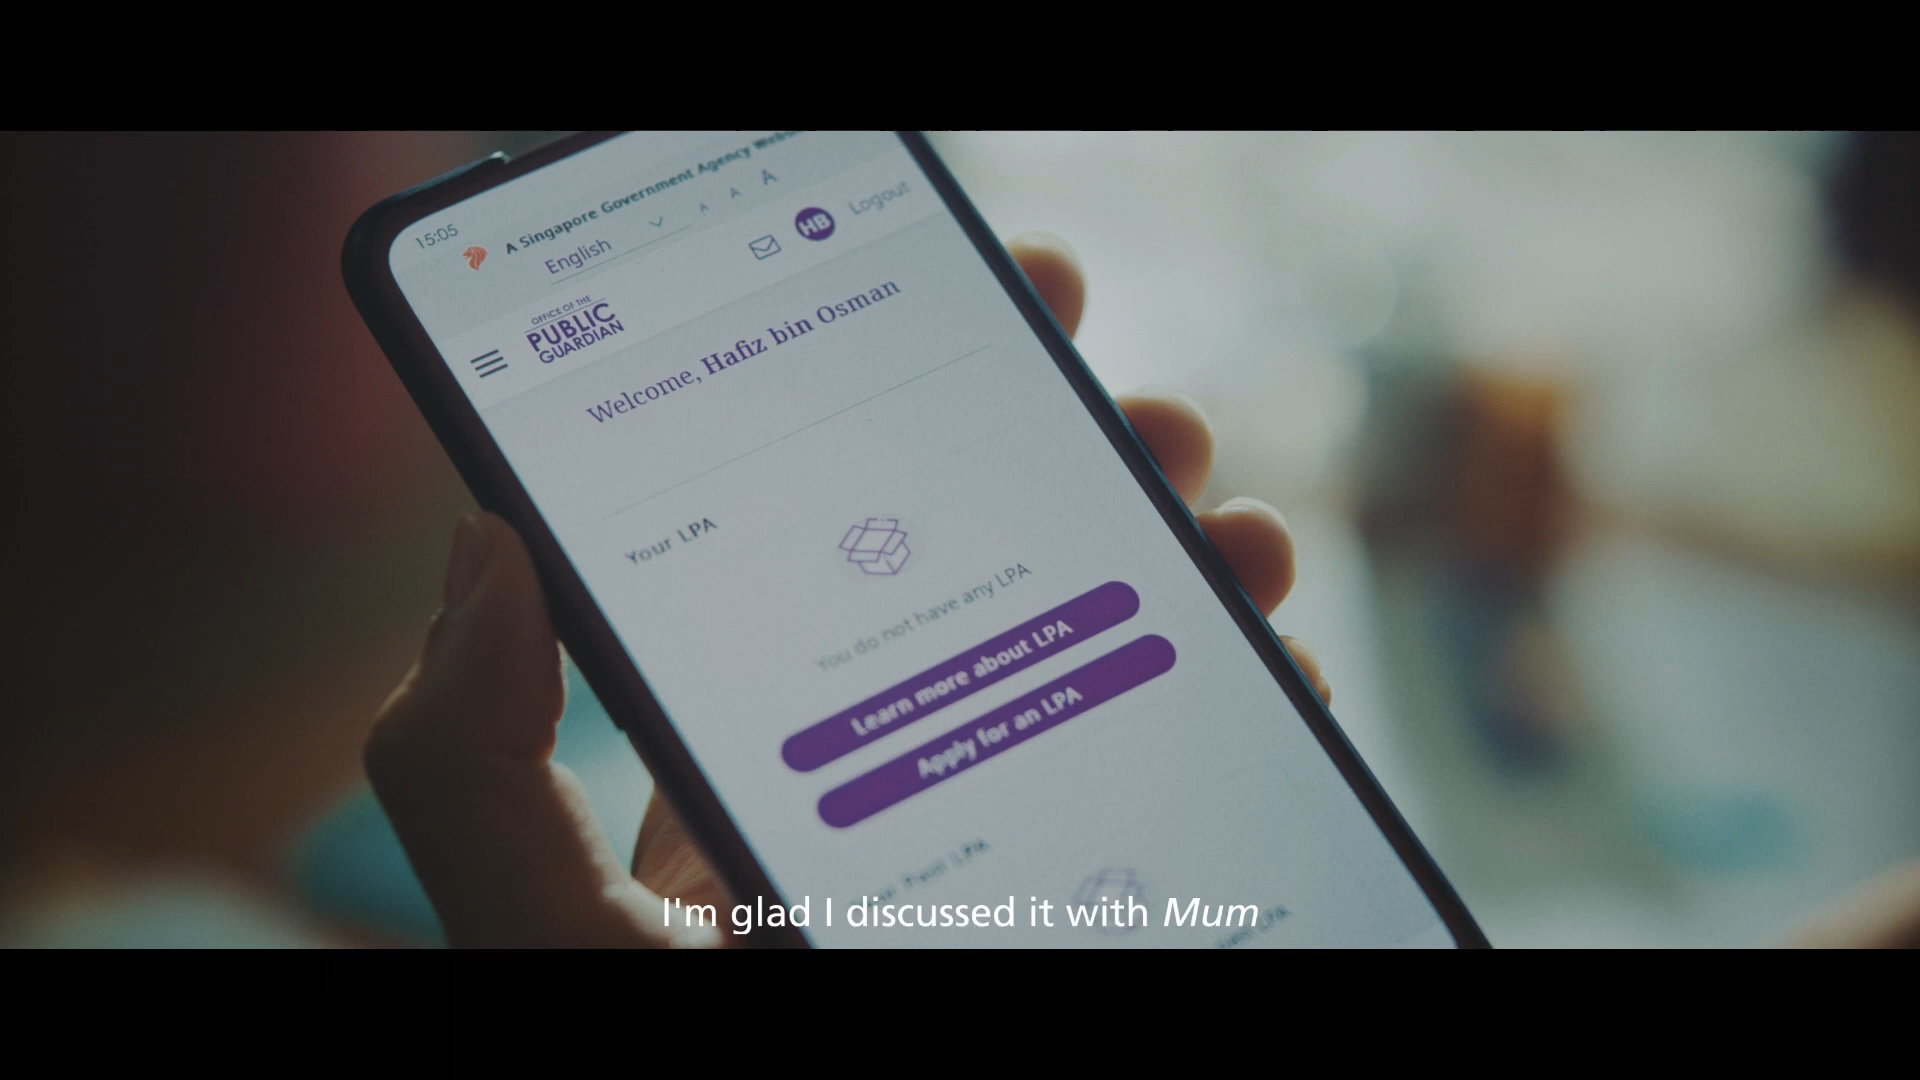 15:05
A Singapore Government Agency Website
English
A A A
HB
Logout
OFFICE OF THE
PUBLIC
GUARDIAN
Welcome, Hafiz bin Osman
Your LPA
You do not have any LPA
Learn more about LPA
Apply for an LPA
LPA
LPA
I'm glad I discussed it with Mum